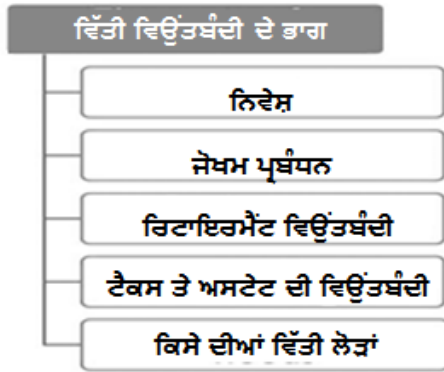 ਵਿੱਤੀ ਵਿਉਂਤਬੰਦੀ ਦੇ ਭਾਗ
ਨਿਵੇਸ਼
ਜੋਖਮ ਪ੍ਰਬੰਧਨ
ਰਿਟਾਇਰਮੈਂਟ ਵਿਉਂਤਬੰਦੀ
ਟੈਕਸ ਤੇ ਅਸਟੇਟ ਦੀ ਵਿਉਂਤਬੰਦੀ
ਕਿਸੇ ਦੀਆਂ ਵਿੱਤੀ ਲੋੜਾਂ